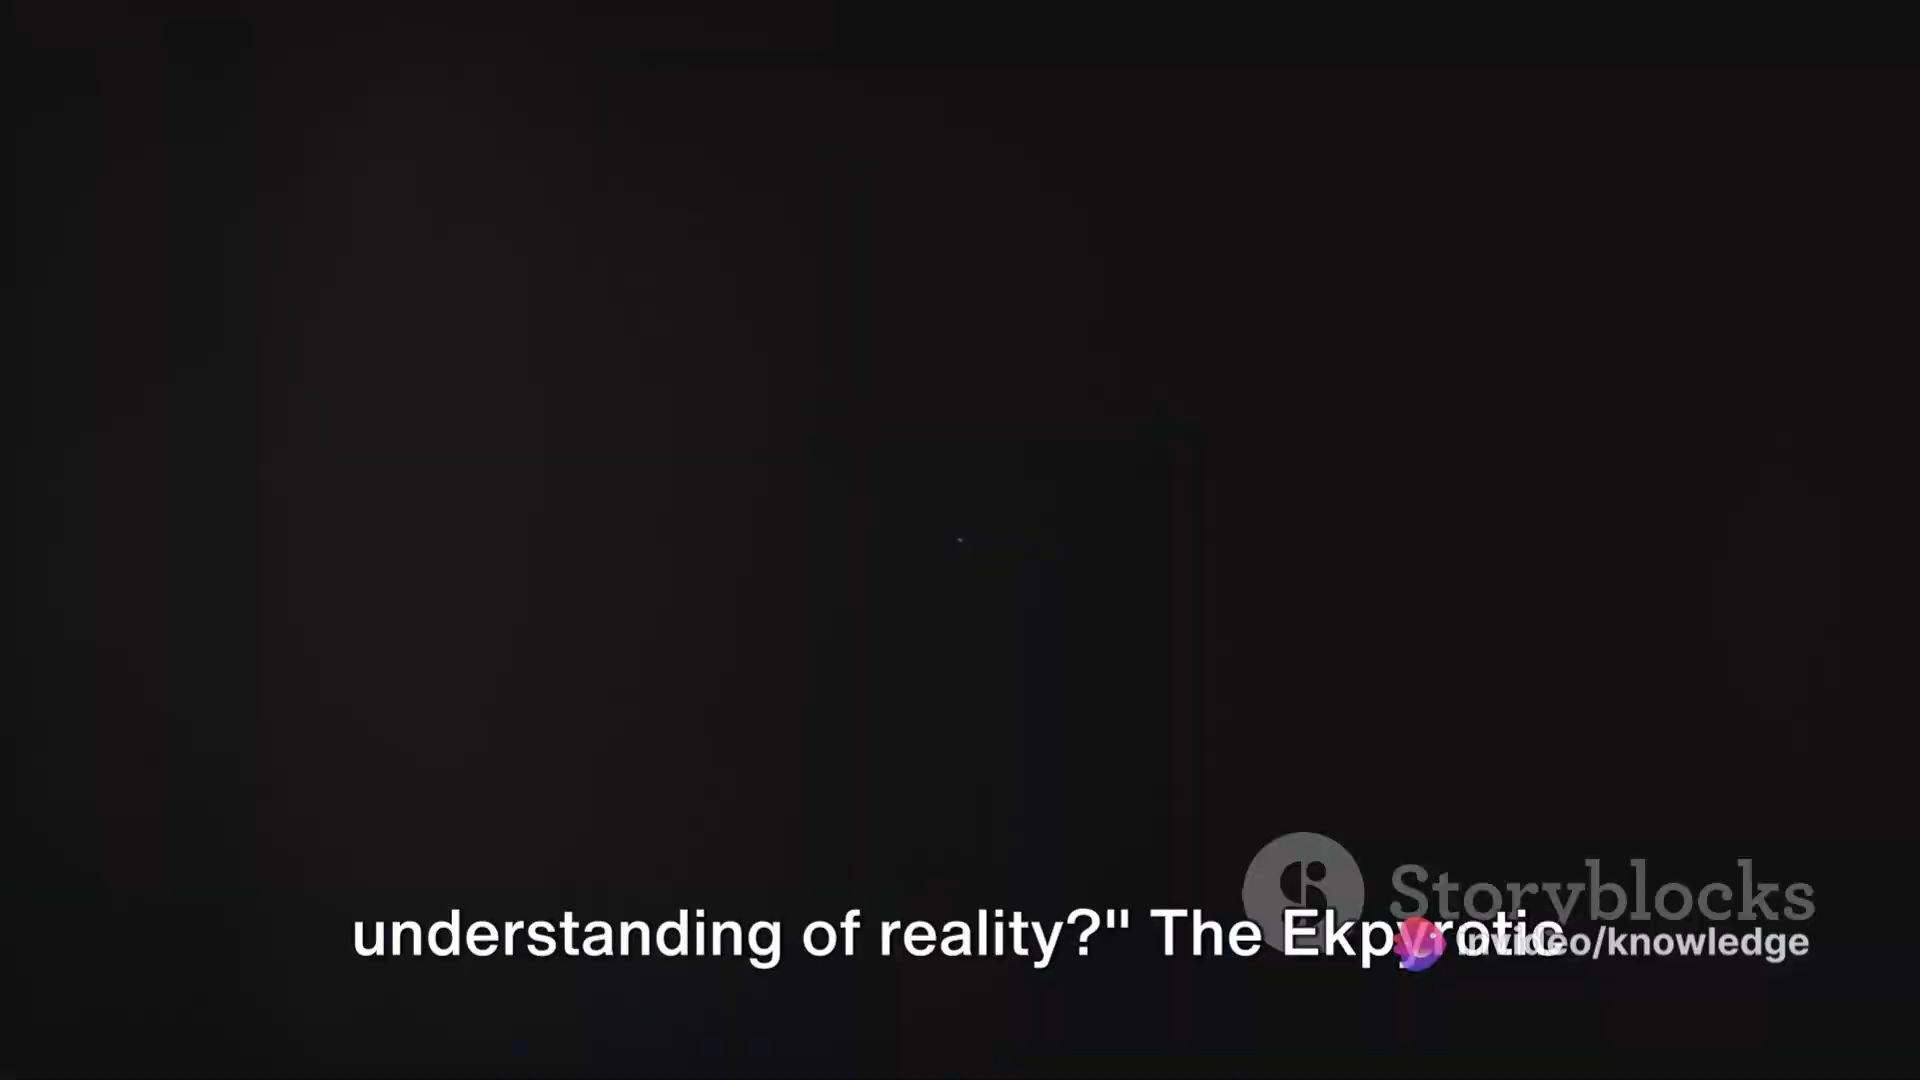 Storyblocks
understanding of reality?" The Ekpyrotic
invideo/knowledge